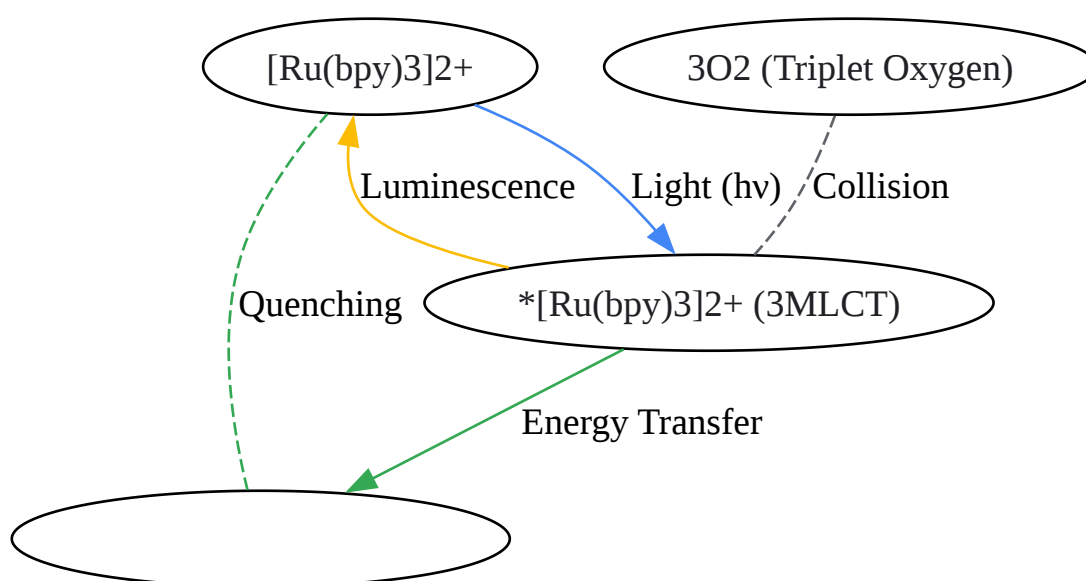 [Ru(bpy)3]2+
3O2 (Triplet Oxygen)
Luminescence
Light (hν)
Collision
Quenching
*[Ru(bpy)3]2+ (3MLCT)
Energy Transfer